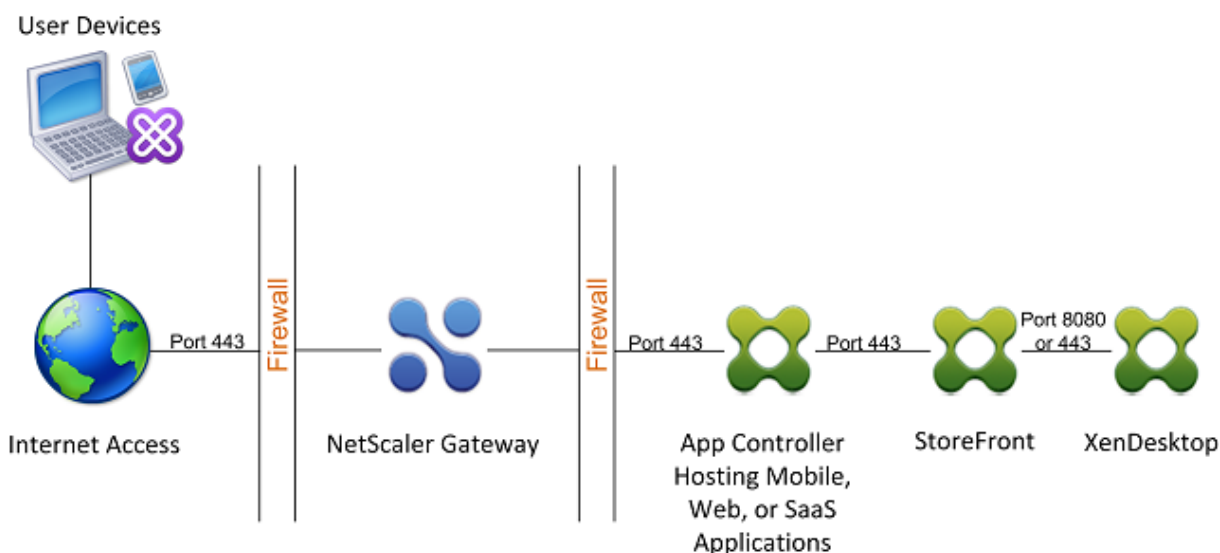 User Devices
Port 443
Firewall
Firewall
Port 443
Port 443
Port 8080
or 443
Internet Access
NetScaler Gateway
App Controller
Hosting Mobile,
Web, or SaaS
Applications
StoreFront
XenDesktop